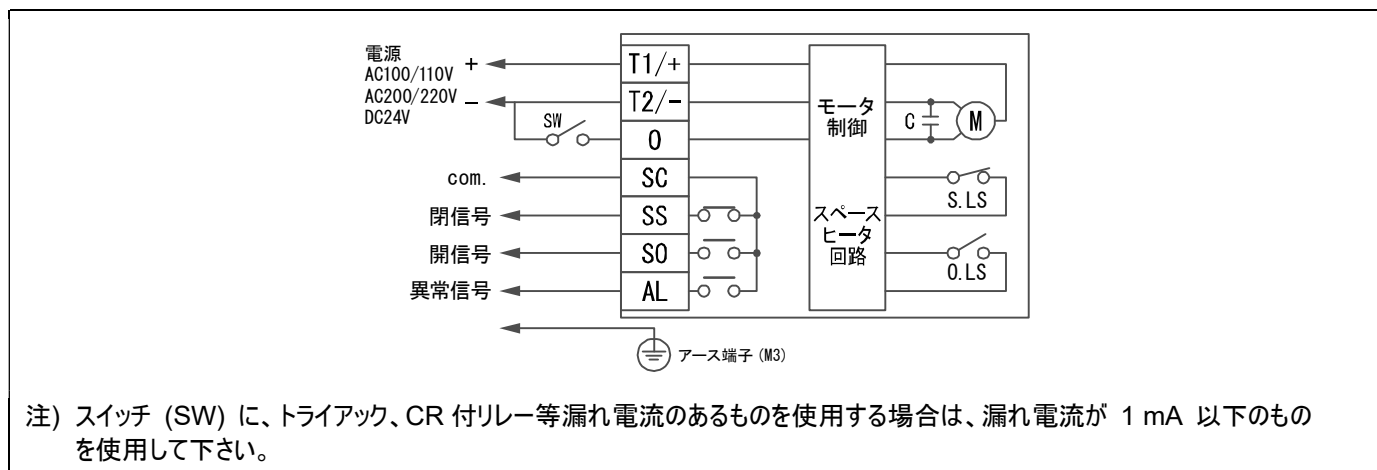 電源
AC100/110V
AC200/220V
DC24V
+
−
SW
T1/+
T2/-
O
SC
SS
SO
AL
com.
閉信号
開信号
異常信号
モータ
制御
スペース
ヒータ
回路
C
M
S.LS
O.LS
アース端子 (M3)
注) スイッチ (SW) に、トライアック、CR 付リレー等漏れ電流のあるものを使用する場合は、漏れ電流が 1 mA 以下のもの
を使用して下さい。